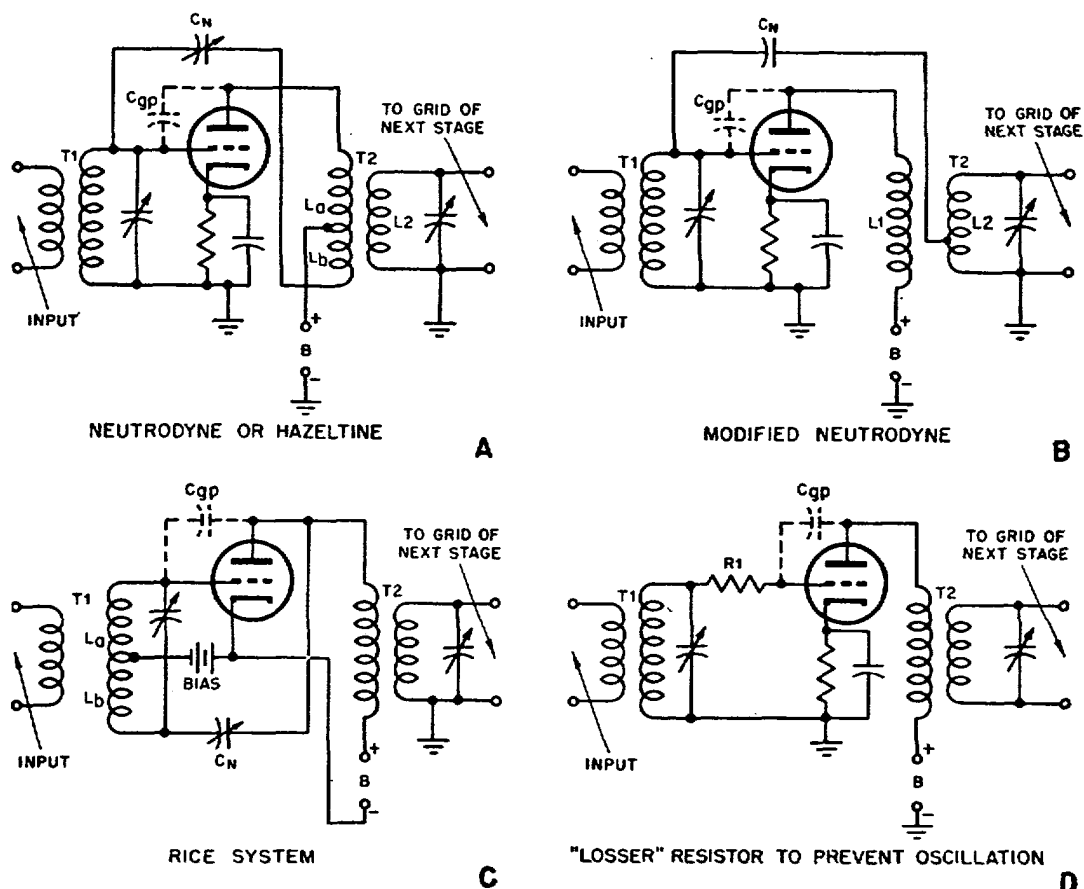 CN
Cgp
TO GRID OF
NEXT STAGE
T1
T2
La
Lb
L2
INPUT
+
B
−
NEUTRODYNE OR HAZELTINE
A
CN
Cgp
TO GRID OF
NEXT STAGE
T1
T2
L1
L2
INPUT
+
B
−
MODIFIED NEUTRODYNE
B
Cgp
TO GRID OF
NEXT STAGE
T1
T2
La
BIAS
Lb
CN
INPUT
+
B
−
RICE SYSTEM
C
Cgp
TO GRID OF
NEXT STAGE
R1
T1
T2
INPUT
+
B
−
"LOSSER" RESISTOR TO PREVENT OSCILLATION
D